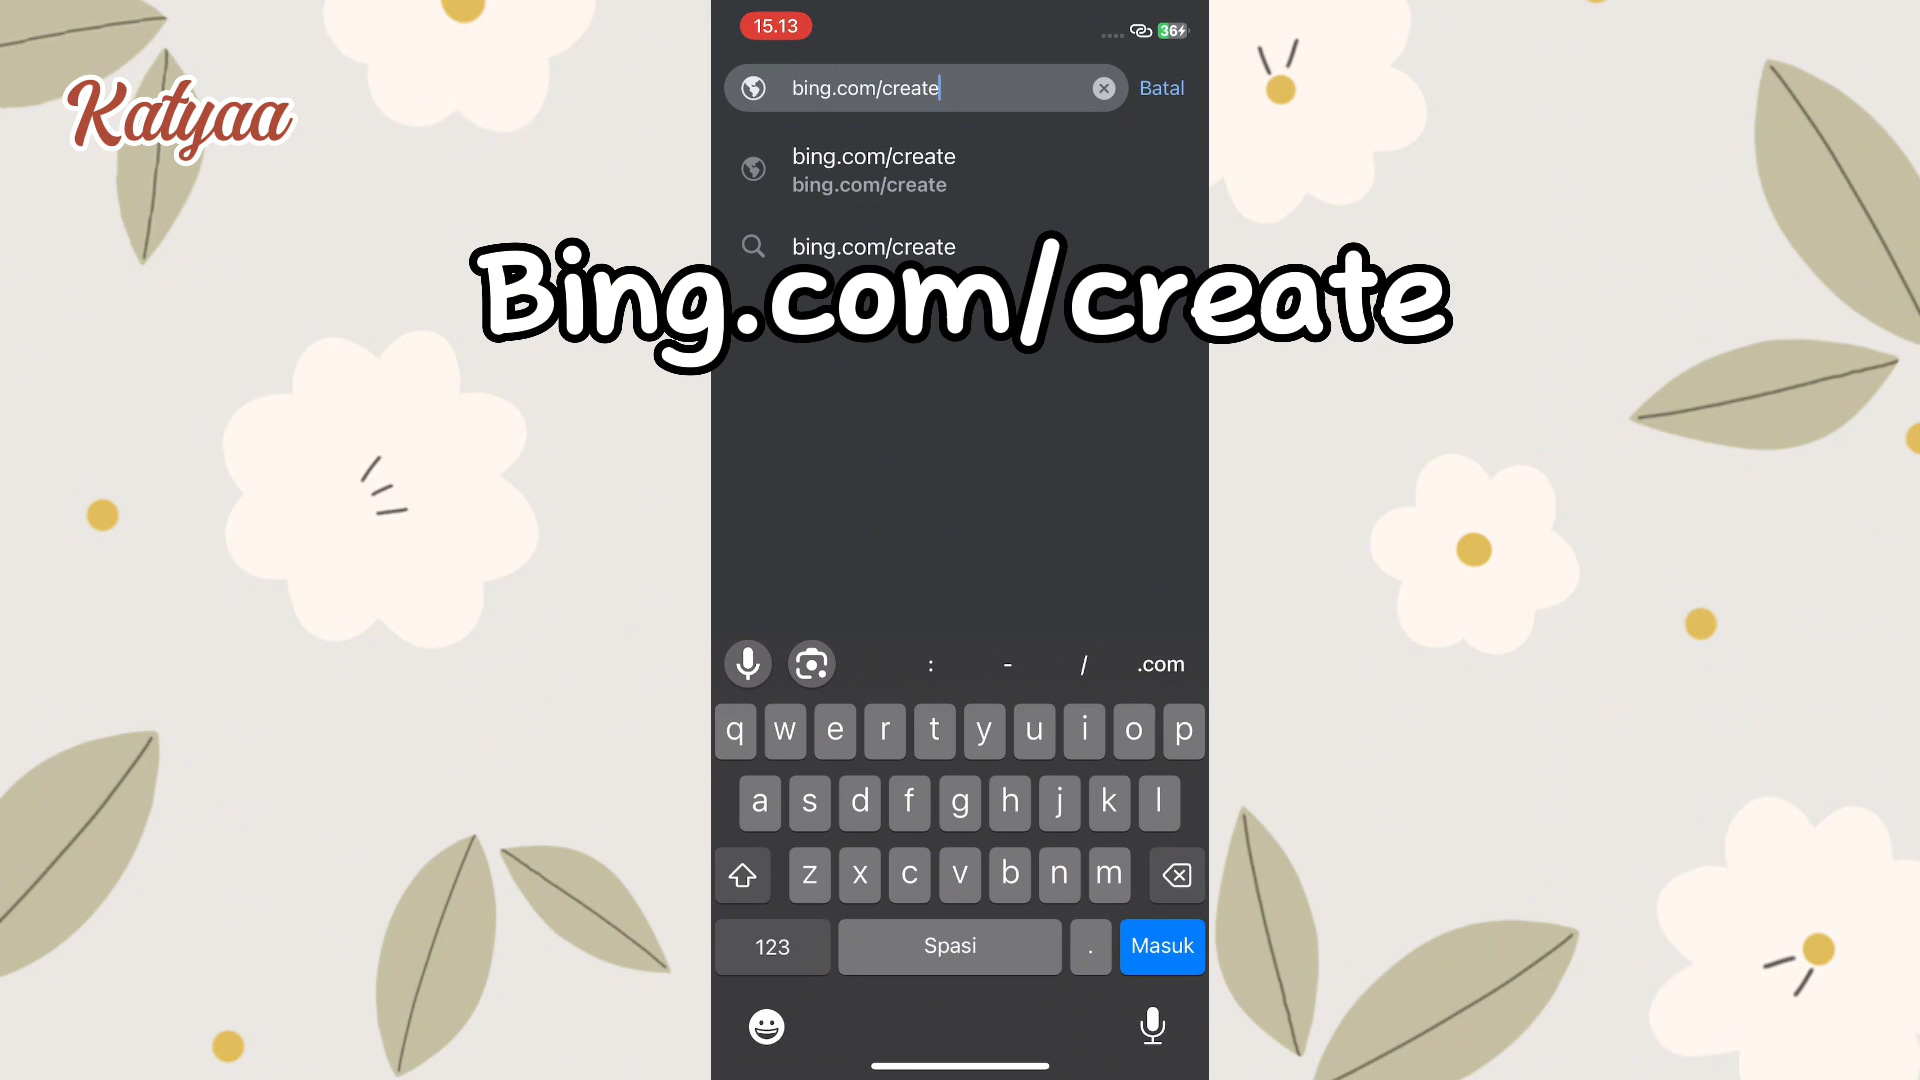 Katyaa
15.13
36
bing.com/create
Batal
bing.com/create
bing.com/create
bing.com/create
Bing.com/create
: - / .com
q w e r t y u i o p
a s d f g h j k l
z x c v b n m
123 Spasi . Masuk